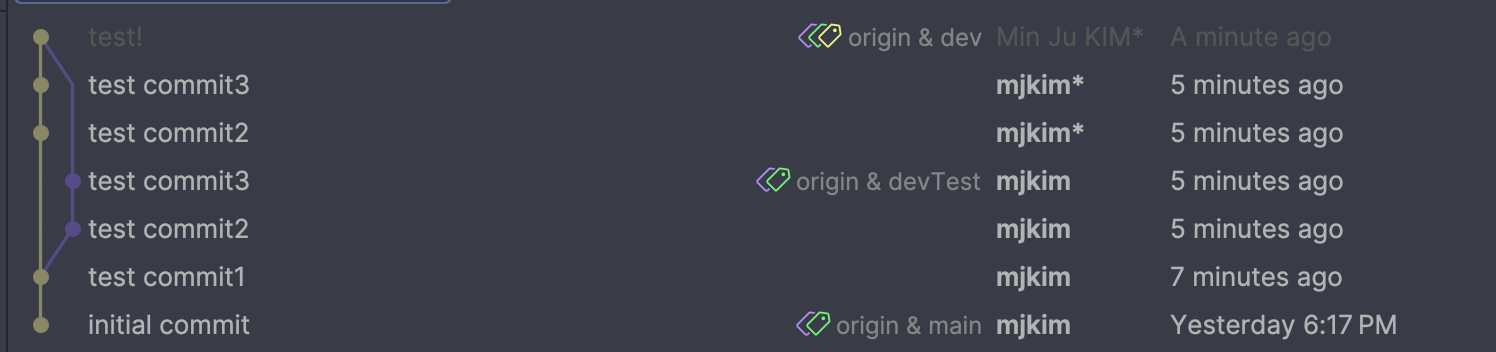 test! origin & dev Min Ju KIM* A minute ago
test commit3 mjkim* 5 minutes ago
test commit2 mjkim* 5 minutes ago
test commit3 origin & devTest mjkim 5 minutes ago
test commit2 mjkim 5 minutes ago
test commit1 mjkim 7 minutes ago
initial commit origin & main mjkim Yesterday 6:17 PM